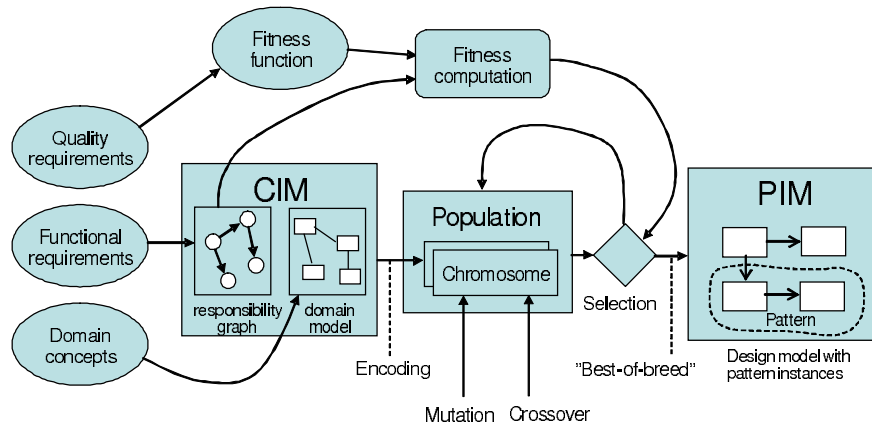 Fitness
function
Fitness
computation
Quality
requirements
CIM
Population
PIM
Functional
requirements
Chromosome
responsibility
graph
domain
model
Selection
Pattern
Domain
concepts
Encoding
"Best-of-breed"
Design model with
pattern instances
Mutation
Crossover